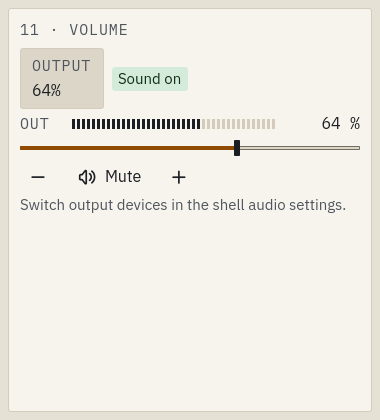 11 · VOLUME
OUTPUT
64%
Sound on
OUT 64 %
− Mute +
Switch output devices in the shell audio settings.